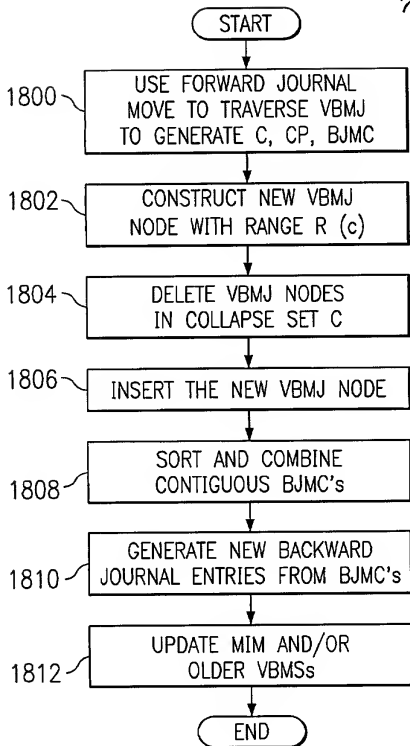 START
1800
USE FORWARD JOURNAL
MOVE TO TRAVERSE VBMJ
TO GENERATE C, CP, BJMC
1802
CONSTRUCT NEW VBMJ
NODE WITH RANGE R (c)
1804
DELETE VBMJ NODES
IN COLLAPSE SET C
1806
INSERT THE NEW VBMJ NODE
1808
SORT AND COMBINE
CONTIGUOUS BJMC's
1810
GENERATE NEW BACKWARD
JOURNAL ENTRIES FROM BJMC's
1812
UPDATE MIM AND/OR
OLDER VBMSs
END